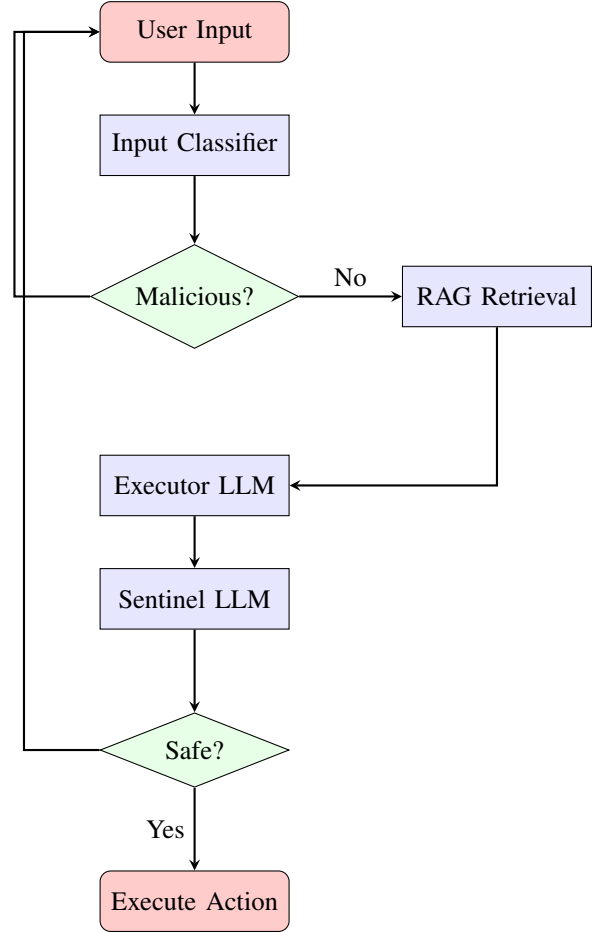 User Input
Input Classifier
Malicious?
No
RAG Retrieval
Executor LLM
Sentinel LLM
Safe?
Yes
Execute Action